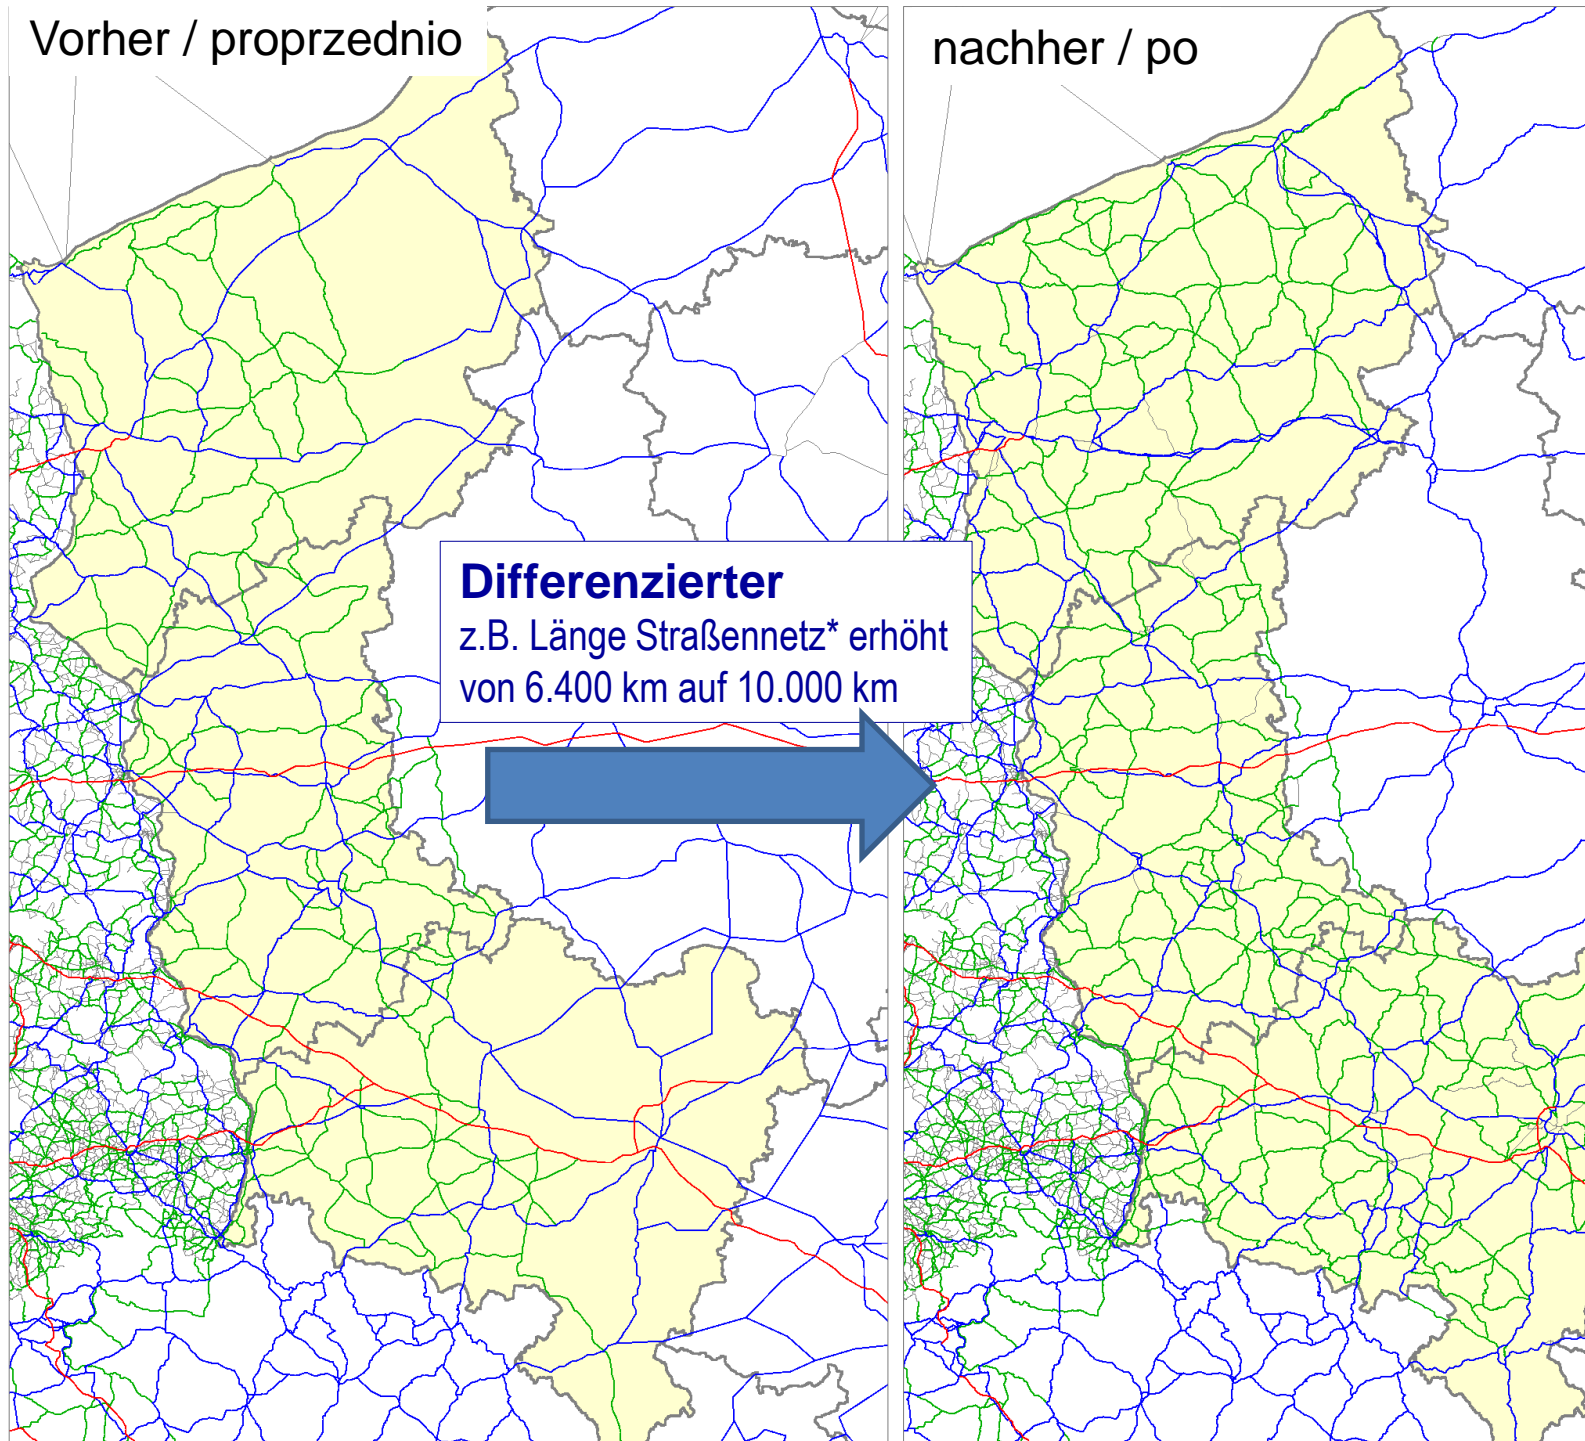 Vorher / proprzednio
nachher / po
Differenzierter
z.B. Länge Straßennetz* erhöht
von 6.400 km auf 10.000 km